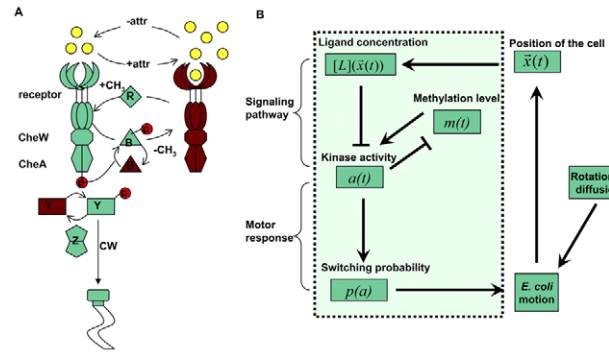 A
-attr
+attr
receptor
+CH3
R
P
B
B
-CH3
CheW
CheA
P
P
Y
Y
Z
CW
B
Ligand concentration
Position of the cell
[L](x⃗(t))
x⃗(t)
Signaling
pathway
Methylation level
m(t)
Kinase activity
a(t)
Rotation
diffusi
Motor
response
Switching probability
p(a)
E. coli
motion